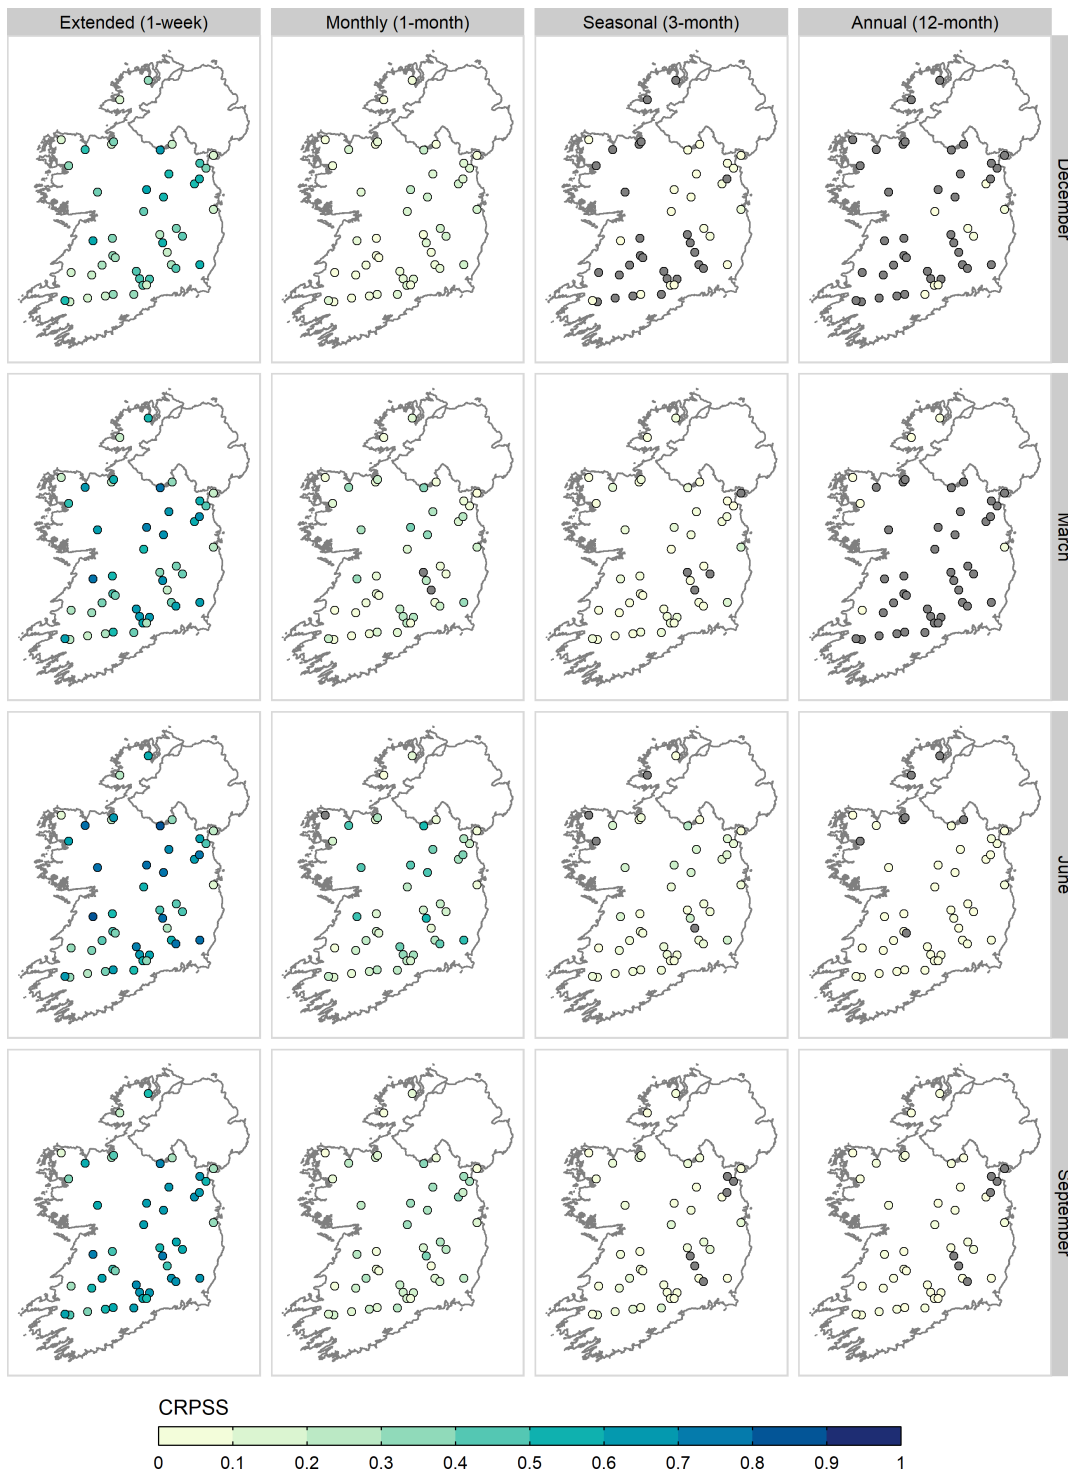 Extended (1-week)
Monthly (1-month)
Seasonal (3-month)
Annual (12-month)
December
March
June
September
CRPSS
0 0.1 0.2 0.3 0.4 0.5 0.6 0.7 0.8 0.9 1